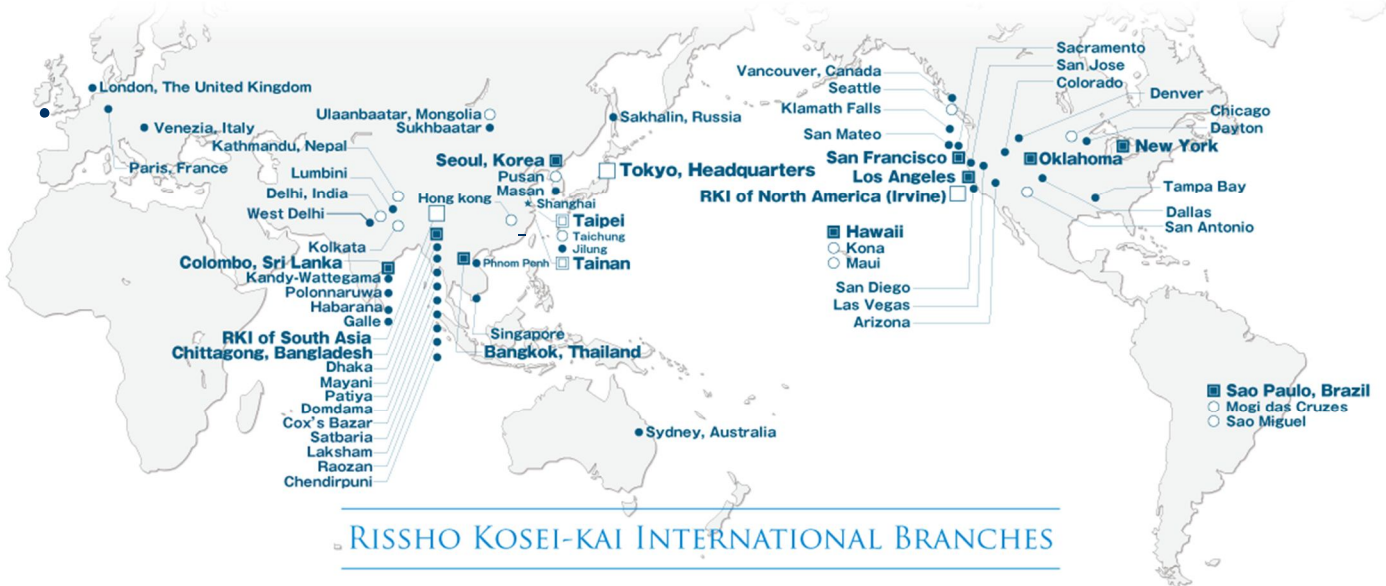 London, The United Kingdom
Venezia, Italy
Paris, France
Ulaanbaatar, Mongolia
Sukhbaatar
Kathmandu, Nepal
Lumbini
Delhi, India
West Delhi
Kolkata
Colombo, Sri Lanka
Kandy-Wattegama
Polonnaruwa
Habarana
Galle
RKI of South Asia
Chittagong, Bangladesh
Dhaka
Mayani
Patiya
Domdama
Cox's Bazar
Satbaria
Laksham
Raozan
Chendirpuni
Seoul, Korea
Pusan
Masan
Hong kong
Shanghai
Taipei
Taichung
Jilung
Tainan
Phnom Penh
Singapore
Bangkok, Thailand
Sakhalin, Russia
Tokyo, Headquarters
Sydney, Australia
Vancouver, Canada
Seattle
Klamath Falls
San Mateo
San Francisco
Los Angeles
RKI of North America (Irvine)
Hawaii
Kona
Maui
San Diego
Las Vegas
Arizona
Sacramento
San Jose
Colorado
Denver
Chicago
Dayton
New York
Oklahoma
Tampa Bay
Dallas
San Antonio
Sao Paulo, Brazil
Mogi das Cruzes
Sao Miguel
Rissho Kosei-kai International Branches